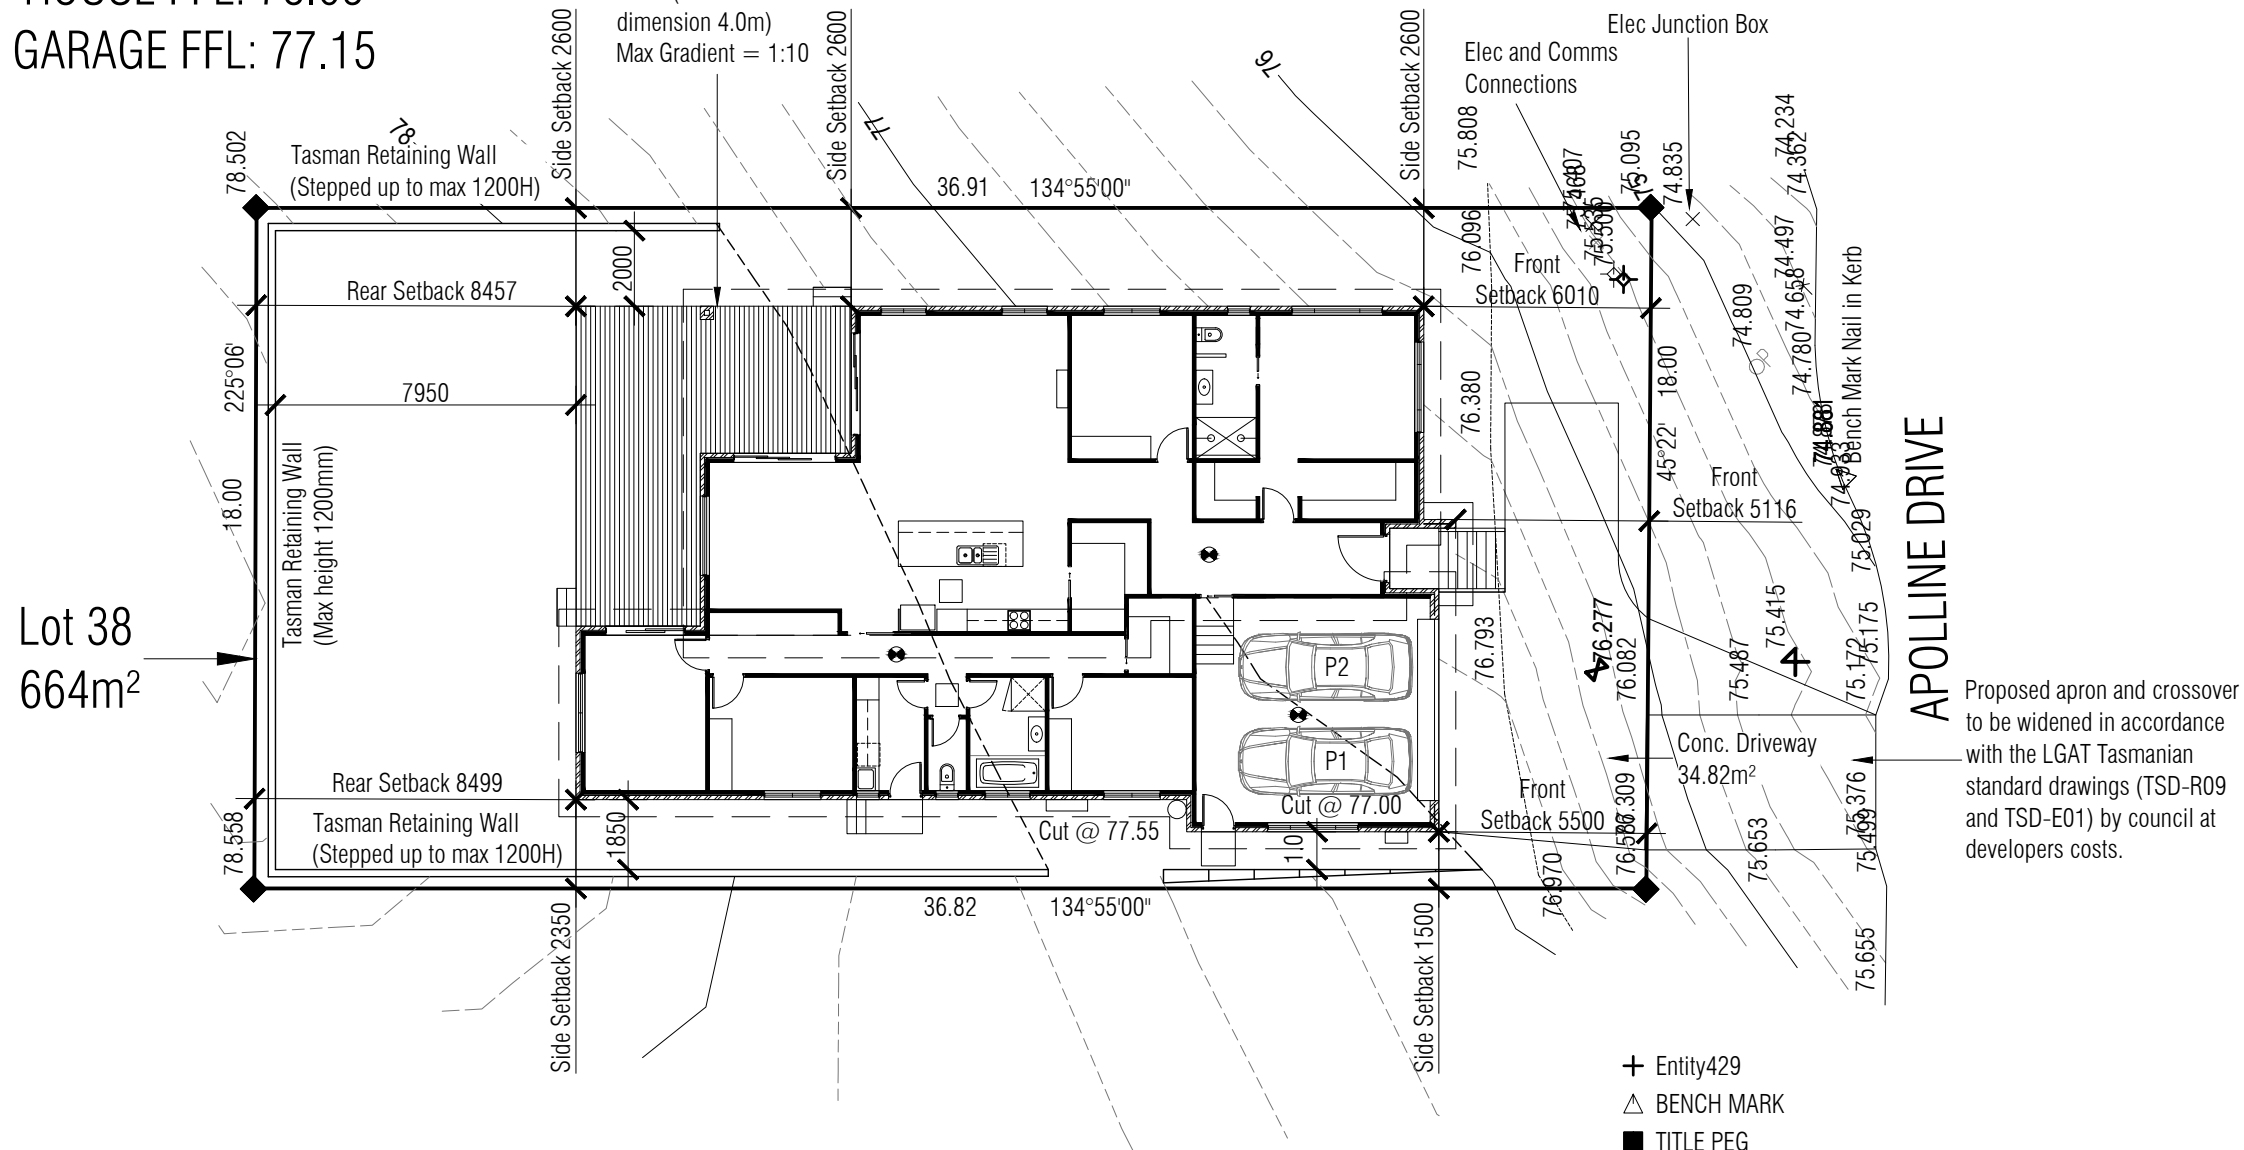 GARAGE FFL: 77.15
dimension 4.0m)
Max Gradient = 1:10
Side Setback 2600
Side Setback 2600
Side Setback 2600
76
77
78
Elec Junction Box
Elec and Comms
Connections
78.502
Tasman Retaining Wall
(Stepped up to max 1200H)
36.91
134°55'00"
75.808
75.095
74.835
74.234
74.362
2000
Rear Setback 8457
76.096
Front
Setback 6010
74.497
74.658
74.809
74.780
Bench Mark Nail in Kerb
225°06'
7950
76.380
18.00
45°22'
74.933
Tasman Retaining Wall
(Max height 1200mm)
18.00
Front
Setback 5116
75.029
APOLLINE DRIVE
Lot 38
664m²
P2
P1
76.793
76.277
76.082
75.487
75.415
75.172
75.175
Proposed apron and crossover
to be widened in accordance
with the LGAT Tasmanian
standard drawings (TSD-R09
and TSD-E01) by council at
developers costs.
Conc. Driveway
34.82m²
Rear Setback 8499
Cut @ 77.00
Cut @ 77.55
Front
Setback 5500
75.376
75.499
75.653
78.558
Tasman Retaining Wall
(Stepped up to max 1200H)
1850
76.970
36.82
134°55'00"
Side Setback 2350
Side Setback 1500
75.655
Entity429
BENCH MARK
TITLE PEG